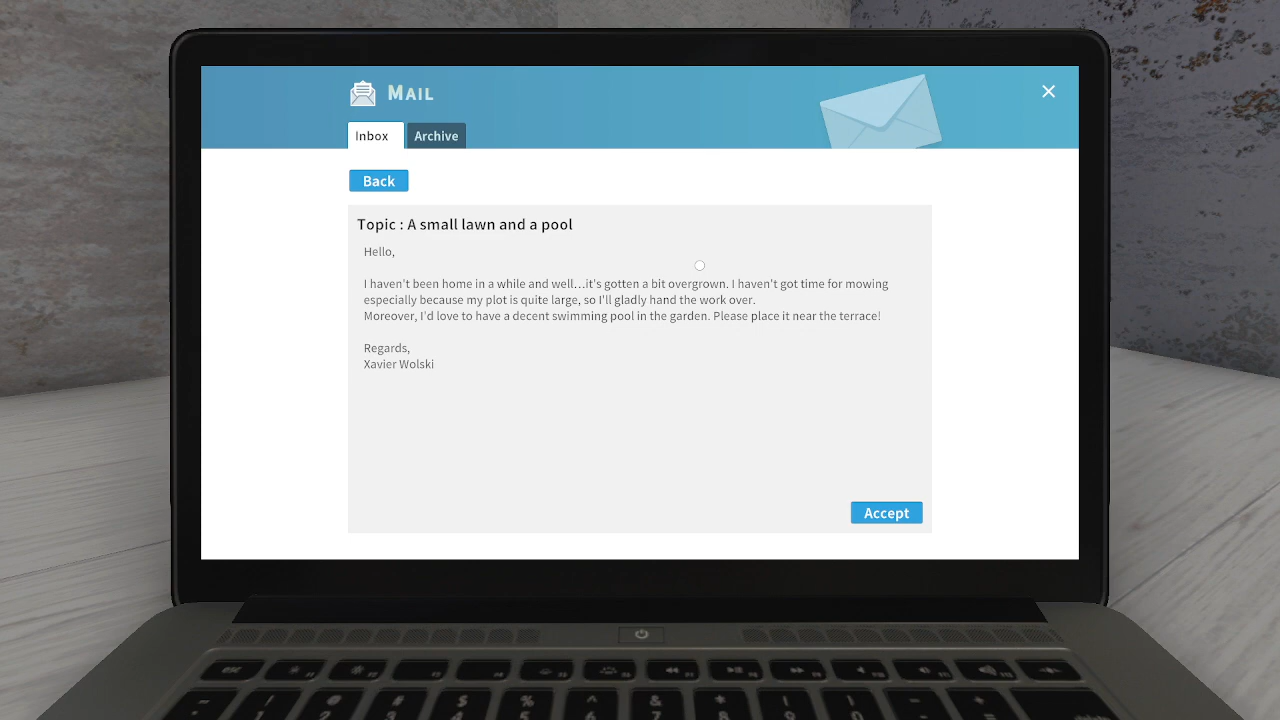 MAIL
Inbox
Archive
Back
Topic : A small lawn and a pool
Hello,
I haven't been home in a while and well...it's gotten a bit overgrown. I haven't got time for mowing
especially because my plot is quite large, so I'll gladly hand the work over.
Moreover, I'd love to have a decent swimming pool in the garden. Please place it near the terrace!
Regards,
Xavier Wolski
Accept